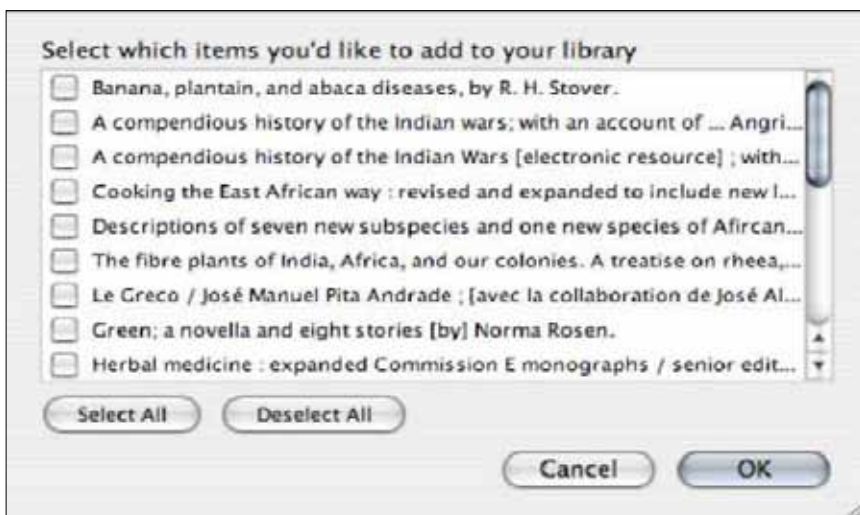 Select which items you'd like to add to your library
Banana, plantain, and abaca diseases, by R. H. Stover.
A compendious history of the Indian wars; with an account of ... Angri...
A compendious history of the Indian Wars [electronic resource] ; with...
Cooking the East African way : revised and expanded to include new l...
Descriptions of seven new subspecies and one new species of Afircan...
The fibre plants of India, Africa, and our colonies. A treatise on rheea,...
Le Greco / José Manuel Pita Andrade ; [avec la collaboration de José Al...
Green; a novella and eight stories [by] Norma Rosen.
Herbal medicine : expanded Commission E monographs / senior edit...
Select All Deselect All
Cancel OK